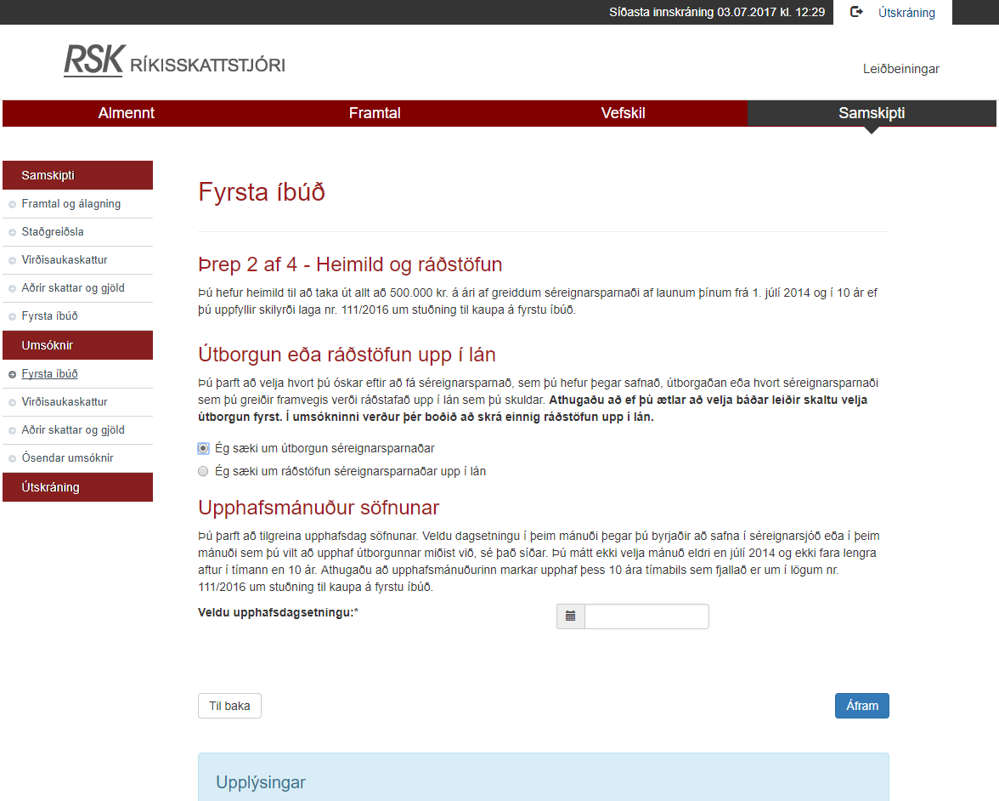 Síðasta innskráning 03.07.2017 kl. 12:29
Útskráning
RSK RÍKISSKATTSTJÓRI
Leiðbeiningar
Almennt
Framtal
Vefskil
Samskipti
Samskipti
Framtal og álagning
Staðgreiðsla
Virðisaukaskattur
Aðrir skattar og gjöld
Fyrsta íbúð
Umsóknir
Fyrsta íbúð
Virðisaukaskattur
Aðrir skattar og gjöld
Ósendar umsóknir
Útskráning
Fyrsta íbúð
Þrep 2 af 4 - Heimild og ráðstöfun
Þú hefur heimild til að taka út allt að 500.000 kr. á ári af greiddum séreignarsparnaði af launum þínum frá 1. júlí 2014 og í 10 ár ef
þú uppfyllir skilyrði laga nr. 111/2016 um stuðning til kaupa á fyrstu íbúð.
Útborgun eða ráðstöfun upp í lán
Þú þarft að velja hvort þú óskar eftir að fá séreignarsparnað, sem þú hefur þegar safnað, útborgaðan eða hvort séreignarsparnaði
sem þú greiðir framvegis verði ráðstafað upp í lán sem þú skuldar. Athugaðu að ef þú ætlar að velja báðar leiðir skaltu velja
útborgun fyrst. Í umsókninni verður þér boðið að skrá einnig ráðstöfun upp í lán.
Ég sæki um útborgun séreignarsparnaðar
Ég sæki um ráðstöfun séreignarsparnaðar upp í lán
Upphafsmánuður söfnunar
Þú þarft að tilgreina upphafsdag söfnunar. Veldu dagsetningu í þeim mánuði þegar þú byrjaðir að safna í séreignarsjóð eða í þeim
mánuði sem þú vilt að upphaf útborgunnar miðist við, sé það síðar. Þú mátt ekki velja mánuð eldri en júlí 2014 og ekki fara lengra
aftur í tímann en 10 ár. Athugaðu að upphafsmánuðurinn markar upphaf þess 10 ára tímabils sem fjallað er um í lögum nr.
111/2016 um stuðning til kaupa á fyrstu íbúð.
Veldu upphafsdagsetningu:*
Til baka
Áfram
Upplýsingar